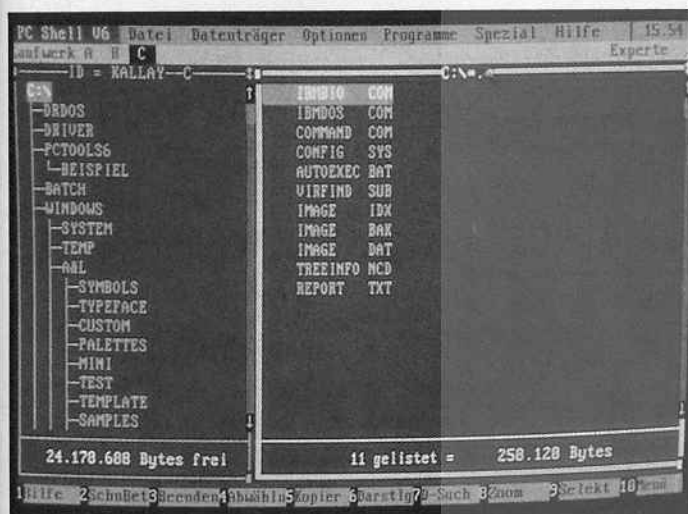 PC Shell V6 Datei Datenträger Optionen Programme Spezial Hilfe 15.54
Laufwerk A B C Experte
ID = KALLAY—C
C:\
DRDOS
DRIVER
PCTOOLS6
BEISPIEL
BATCH
WINDOWS
SYSTEM
TEMP
A&L
SYMBOLS
TYPEFACE
CUSTOM
PALETTES
MINI
TEST
TEMPLATE
SAMPLES
24.170.688 Bytes frei
C:\*.*
IBMBIO COM
IBMDOS COM
COMMAND COM
CONFIG SYS
AUTOEXEC BAT
VIRFIND SUB
IMAGE IDX
IMAGE BAK
IMAGE DAT
TREEINFO NCD
REPORT TXT
11 gelistet = 258.128 Bytes
1Hilfe 2SchnBet 3Beenden 4Abwähln 5Kopier 6Darstlg 7D-Such 8Zoom 9Selekt 10Menü